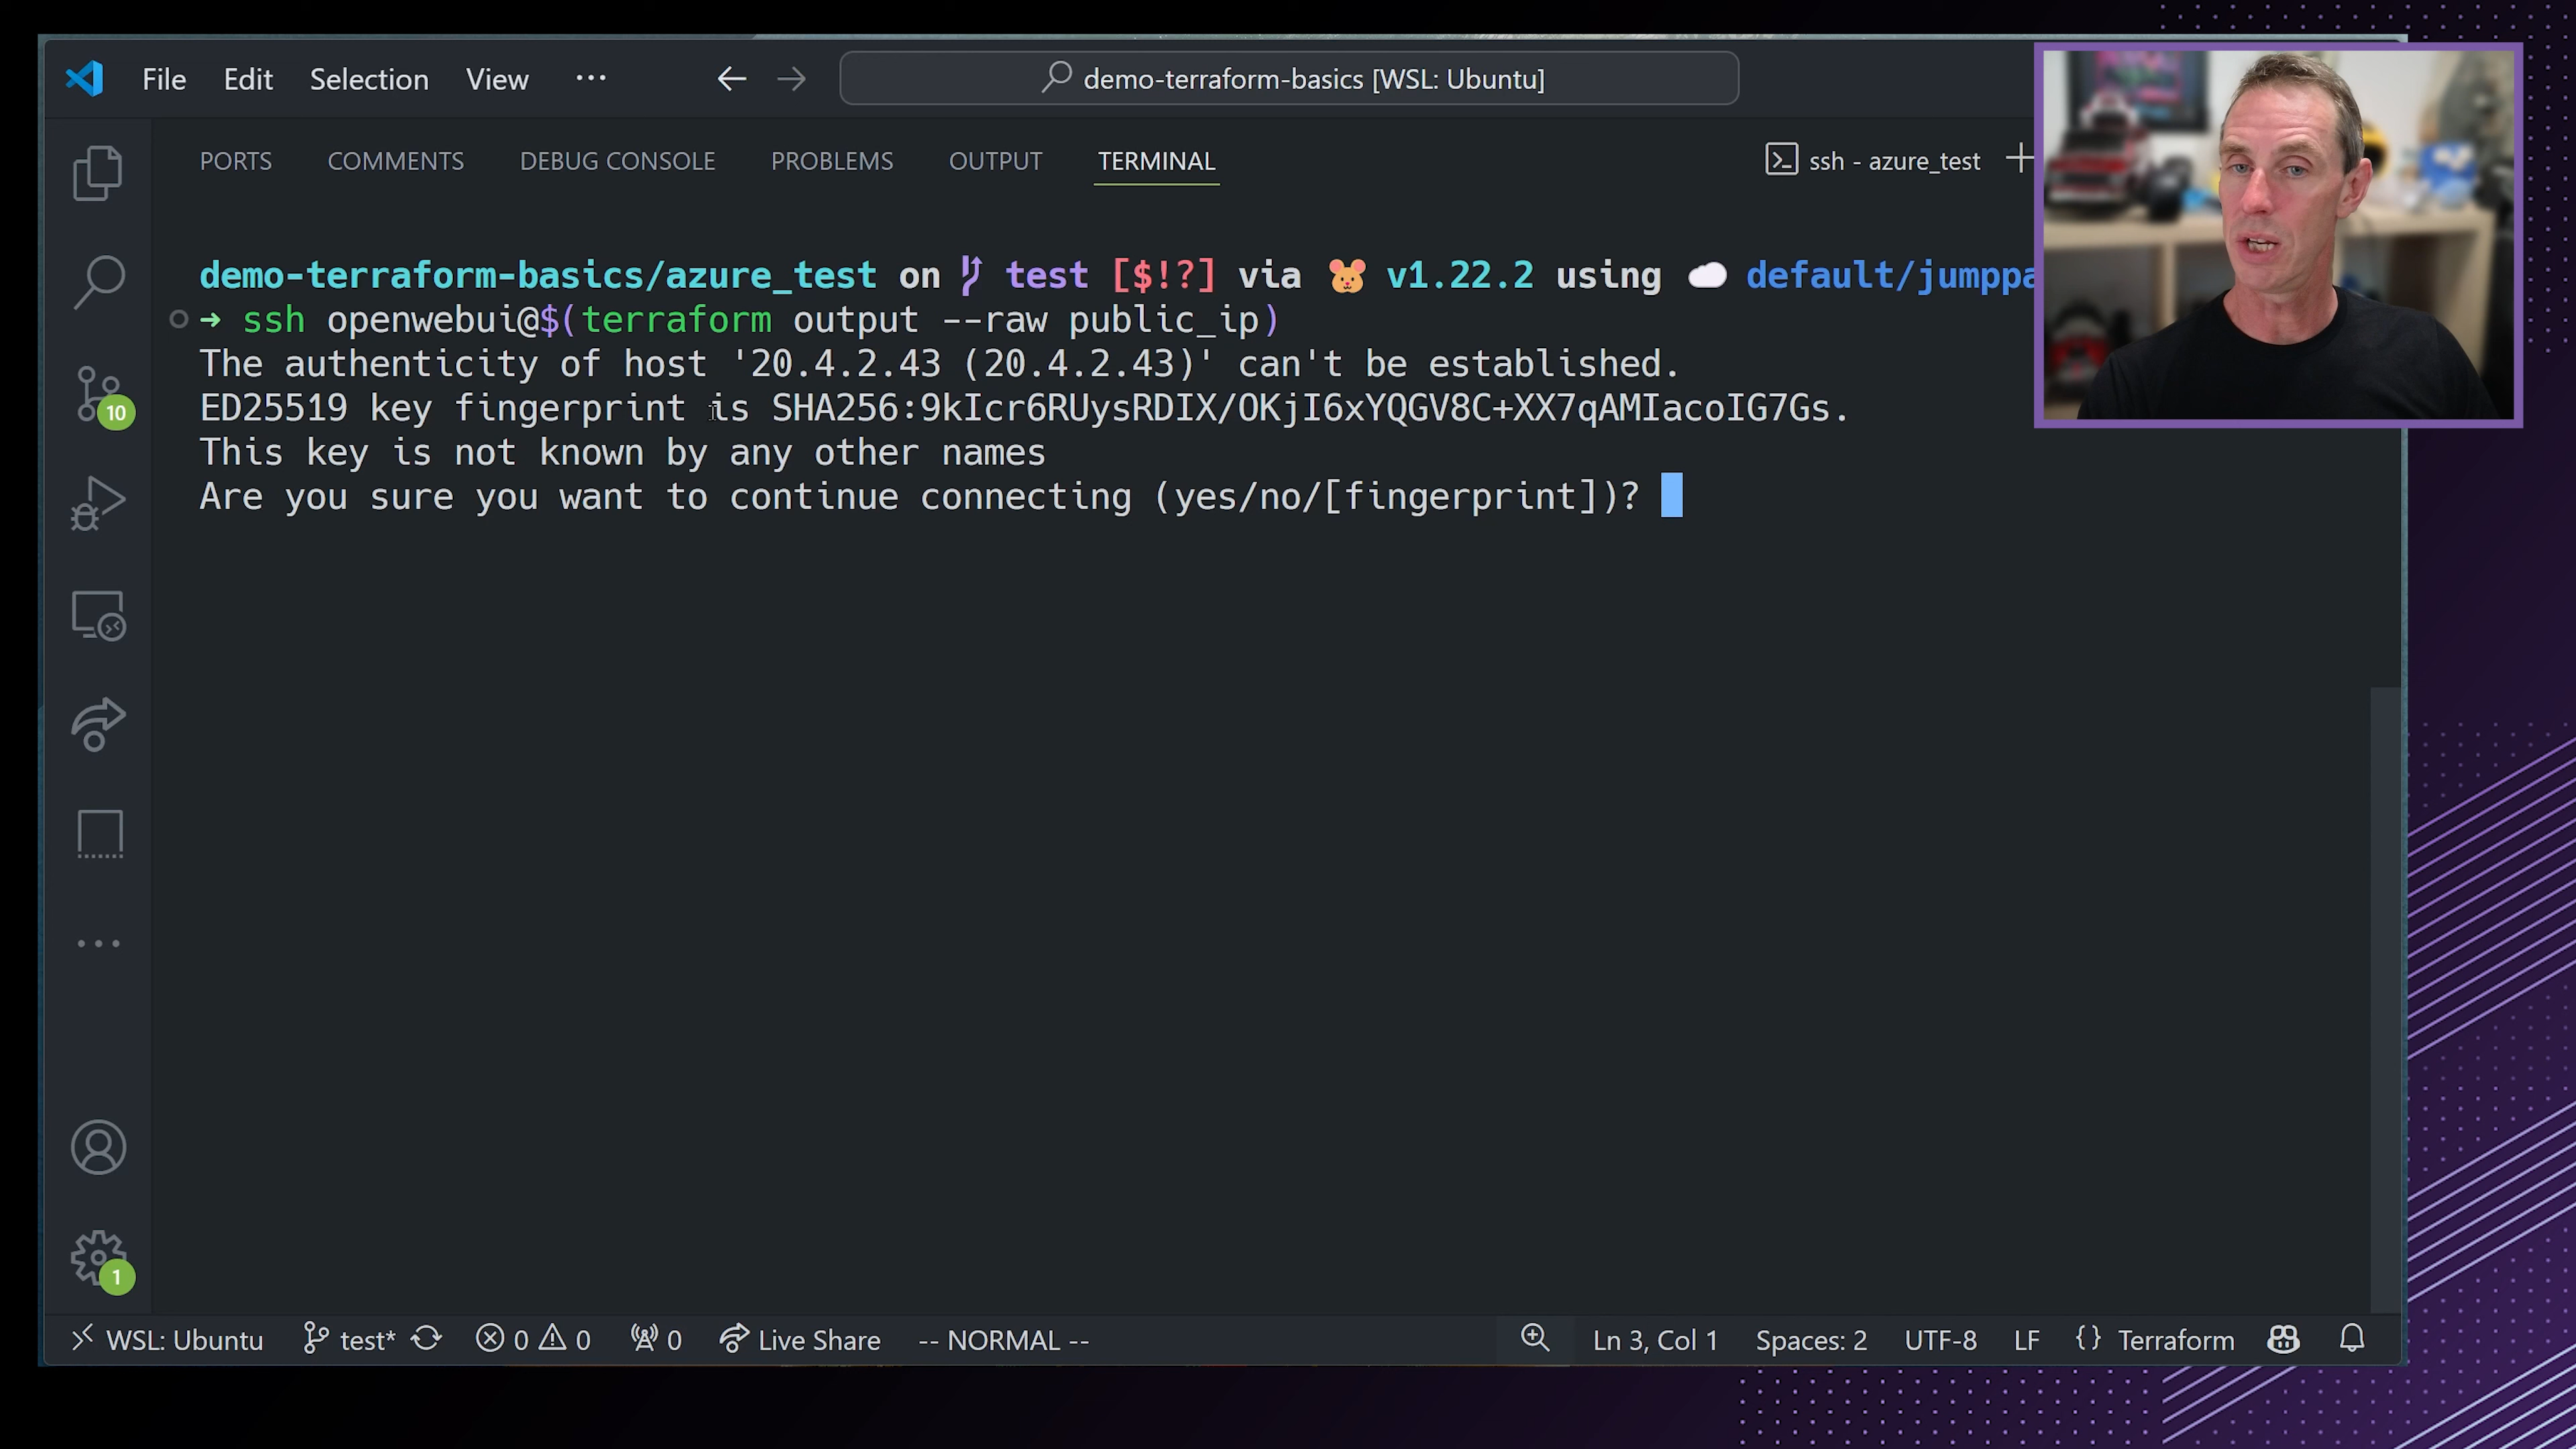 File Edit Selection View ··· demo-terraform-basics [WSL: Ubuntu]
PORTS COMMENTS DEBUG CONSOLE PROBLEMS OUTPUT TERMINAL ssh - azure_test
demo-terraform-basics/azure_test on test [$!?] via 🐹 v1.22.2 using default/jumppa
→ ssh openwebui@$(terraform output --raw public_ip)
The authenticity of host '20.4.2.43 (20.4.2.43)' can't be established.
ED25519 key fingerprint is SHA256:9kIcr6RUysRDIX/OKjI6xYQGV8C+XX7qAMIacoIG7Gs.
This key is not known by any other names
Are you sure you want to continue connecting (yes/no/[fingerprint])?
10
1
WSL: Ubuntu test* 0 0 0 Live Share -- NORMAL -- Ln 3, Col 1 Spaces: 2 UTF-8 LF {} Terraform